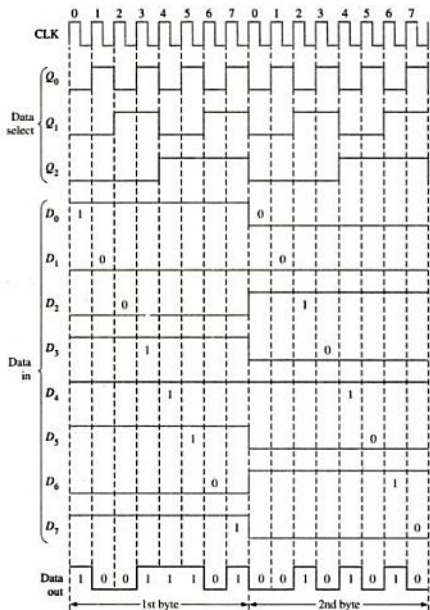 0 1 2 3 4 5 6 7 0 1 2 3 4 5 6 7
CLK
Q0
Data select
Q1
Q2
D0
1 0
D1
0 0
D2
0 1
D3
1 0
Data in
D4
1 1
D5
1 0
D6
0 1
D7
1 0
Data out
1 0 0 1 1 1 0 1 0 0 1 0 1 0 1 0
1st byte 2nd byte